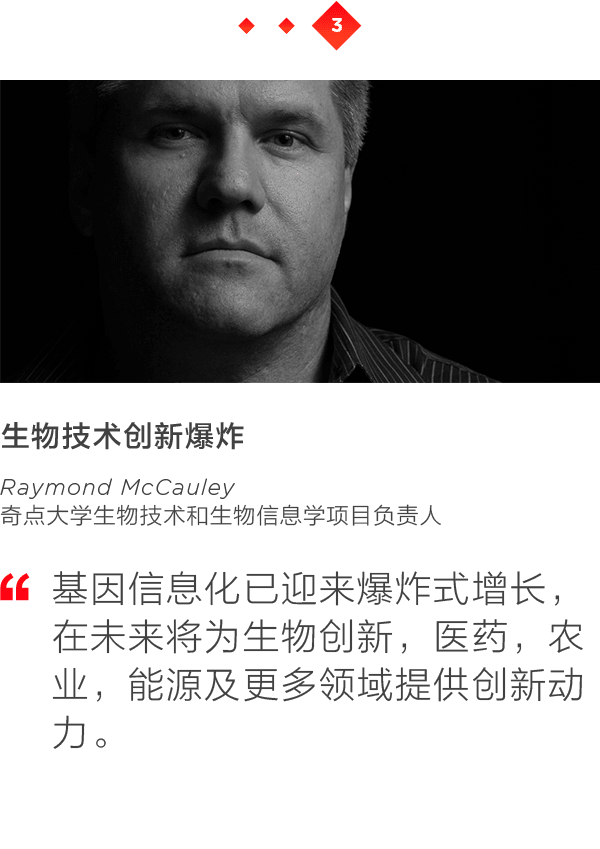 3
生物技术创新爆炸
Raymond McCauley
奇点大学生物技术和生物信息学项目负责人
“ 基因信息化已迎来爆炸式增长，
在未来将为生物创新，医药，农
业，能源及更多领域提供创新动
力。